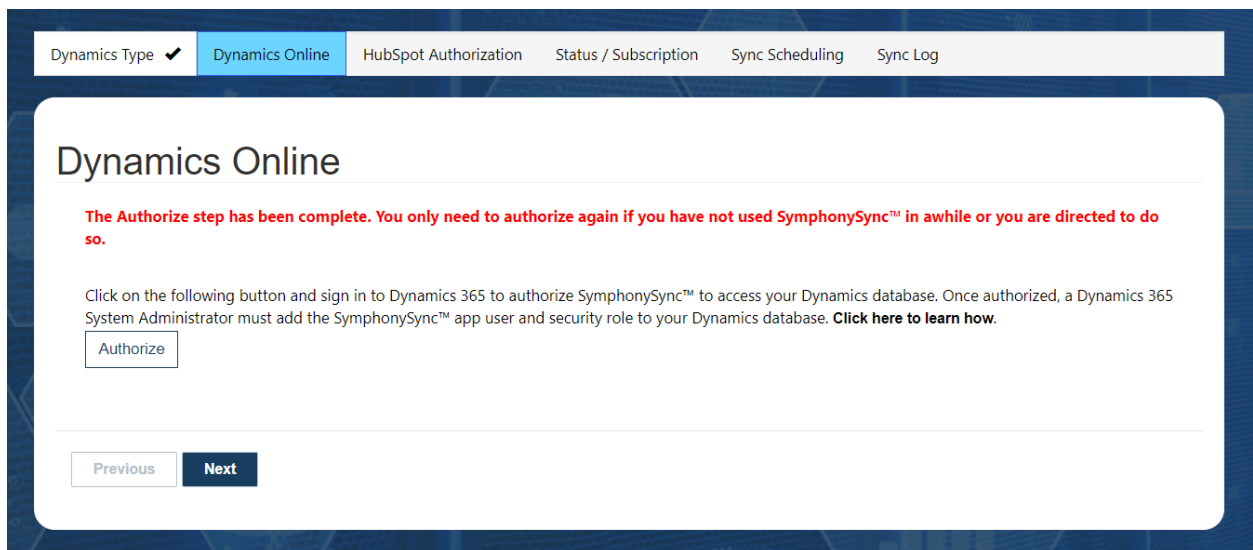 Dynamics Type ✔ Dynamics Online HubSpot Authorization Status / Subscription Sync Scheduling Sync Log
Dynamics Online
The Authorize step has been complete. You only need to authorize again if you have not used SymphonySync™ in awhile or you are directed to do
so.
Click on the following button and sign in to Dynamics 365 to authorize SymphonySync™ to access your Dynamics database. Once authorized, a Dynamics 365
System Administrator must add the SymphonySync™ app user and security role to your Dynamics database. Click here to learn how.
Authorize
Previous Next